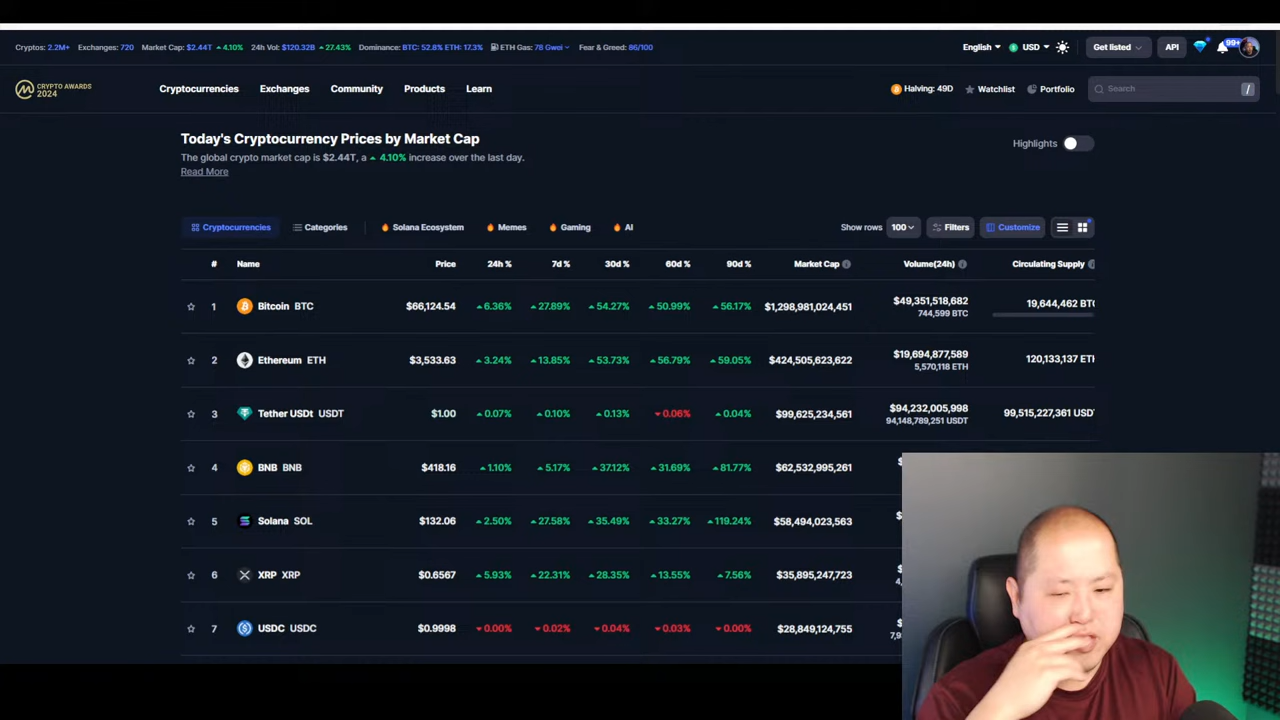 Cryptos: 2.2M+ Exchanges: 720 Market Cap: $2.44T 4.10% 24h Vol: $120.32B 27.43% Dominance: BTC: 52.8% ETH: 17.3% ETH Gas: 78 Gwei Fear & Greed: 86/100 English USD Get listed API 99+
CRYPTO AWARDS
2024
Cryptocurrencies Exchanges Community Products Learn Halving: 49D Watchlist Portfolio Search /
Today's Cryptocurrency Prices by Market Cap
The global crypto market cap is $2.44T, a 4.10% increase over the last day.
Highlights
Read More
Cryptocurrencies Categories Solana Ecosystem Memes Gaming AI Show rows 100 Filters Customize
# Name Price 24h % 7d % 30d % 60d % 90d % Market Cap Volume(24h) Circulating Supply
1 Bitcoin BTC $66,124.54 6.36% 27.89% 54.27% 50.99% 56.17% $1,298,981,024,451 $49,351,518,682 19,644,462 BTC
744,599 BTC
2 Ethereum ETH $3,533.63 3.24% 13.85% 53.73% 56.79% 59.05% $424,505,623,622 $19,694,877,589 120,133,137 ETH
5,570,118 ETH
3 Tether USDt USDT $1.00 0.07% 0.10% 0.13% 0.06% 0.04% $99,625,234,561 $94,232,005,998 99,515,227,361 USDT
94,148,789,251 USDT
4 BNB BNB $418.16 1.10% 5.17% 37.12% 31.69% 81.77% $62,532,995,261
5 Solana SOL $132.06 2.50% 27.58% 35.49% 33.27% 119.24% $58,494,023,563
6 XRP XRP $0.6567 5.93% 22.31% 28.35% 13.55% 7.56% $35,895,247,723
7 USDC USDC $0.9998 0.00% 0.02% 0.04% 0.03% 0.00% $28,849,124,755